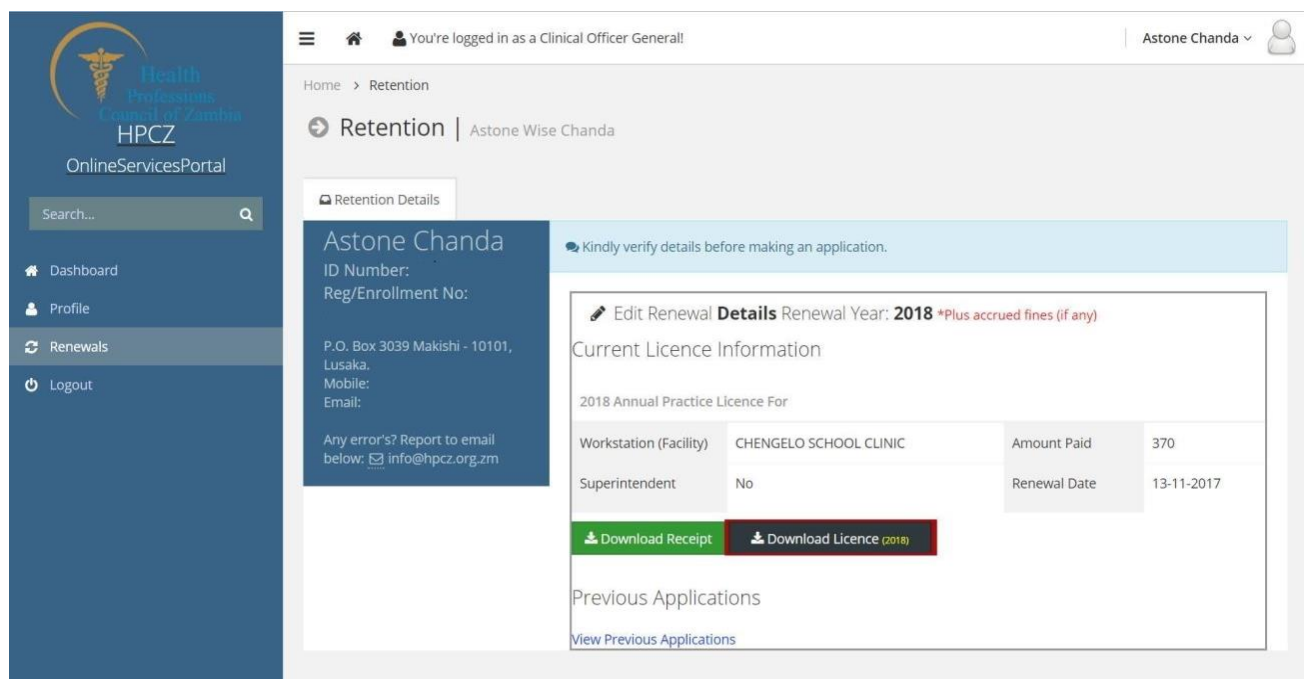 Health
Professions
Council of Zambia
HPCZ
OnlineServicesPortal
Search...
Dashboard
Profile
Renewals
Logout
You're logged in as a Clinical Officer General!
Astone Chanda
Home > Retention
Retention | Astone Wise Chanda
Retention Details
Astone Chanda
ID Number:
Reg/Enrollment No:
P.O. Box 3039 Makishi - 10101,
Lusaka.
Mobile:
Email:
Any error's? Report to email
below: info@hpcz.org.zm
Kindly verify details before making an application.
Edit Renewal Details Renewal Year: 2018 *Plus accrued fines (if any)
Current Licence Information
2018 Annual Practice Licence For
Workstation (Facility) CHENGELO SCHOOL CLINIC Amount Paid 370
Superintendent No Renewal Date 13-11-2017
Download Receipt Download Licence (2018)
Previous Applications
View Previous Applications